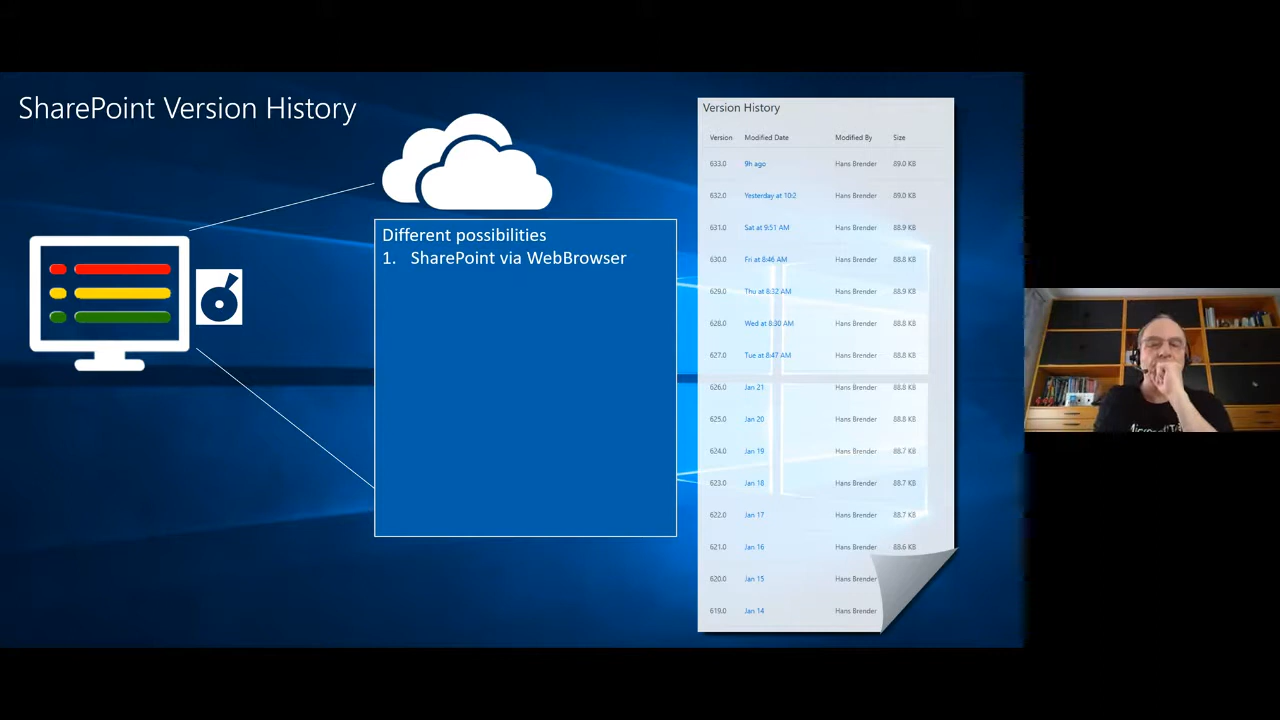 SharePoint Version History
Different possibilities
1. SharePoint via WebBrowser
Version History
Version Modified Date Modified By Size
633.0 9h ago Hans Brender 89.0 KB
632.0 Yesterday at 10:2 Hans Brender 89.0 KB
631.0 Sat at 9:51 AM Hans Brender 88.9 KB
630.0 Fri at 8:46 AM Hans Brender 88.8 KB
629.0 Thu at 8:32 AM Hans Brender 88.9 KB
628.0 Wed at 8:30 AM Hans Brender 88.8 KB
627.0 Tue at 8:47 AM Hans Brender 88.8 KB
626.0 Jan 21 Hans Brender 88.8 KB
625.0 Jan 20 Hans Brender 88.8 KB
624.0 Jan 19 Hans Brender 88.7 KB
623.0 Jan 18 Hans Brender 88.7 KB
622.0 Jan 17 Hans Brender 88.7 KB
621.0 Jan 16 Hans Brender 88.6 KB
620.0 Jan 15 Hans Brender
619.0 Jan 14 Hans Brender